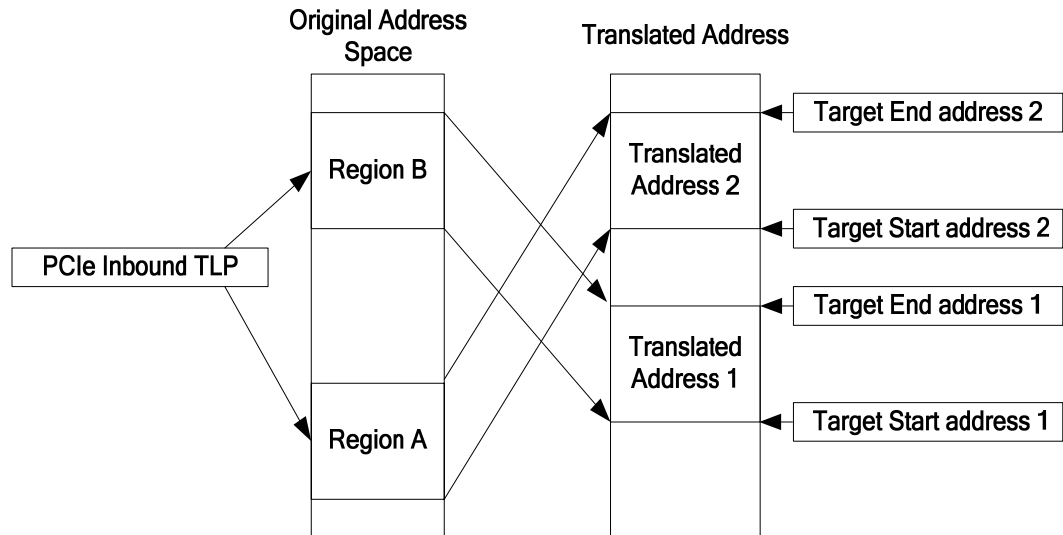 Original Address
Space
Translated Address
Target End address 2
Region B
Translated
Address 2
Target Start address 2
PCIe Inbound TLP
Target End address 1
Translated
Address 1
Target Start address 1
Region A